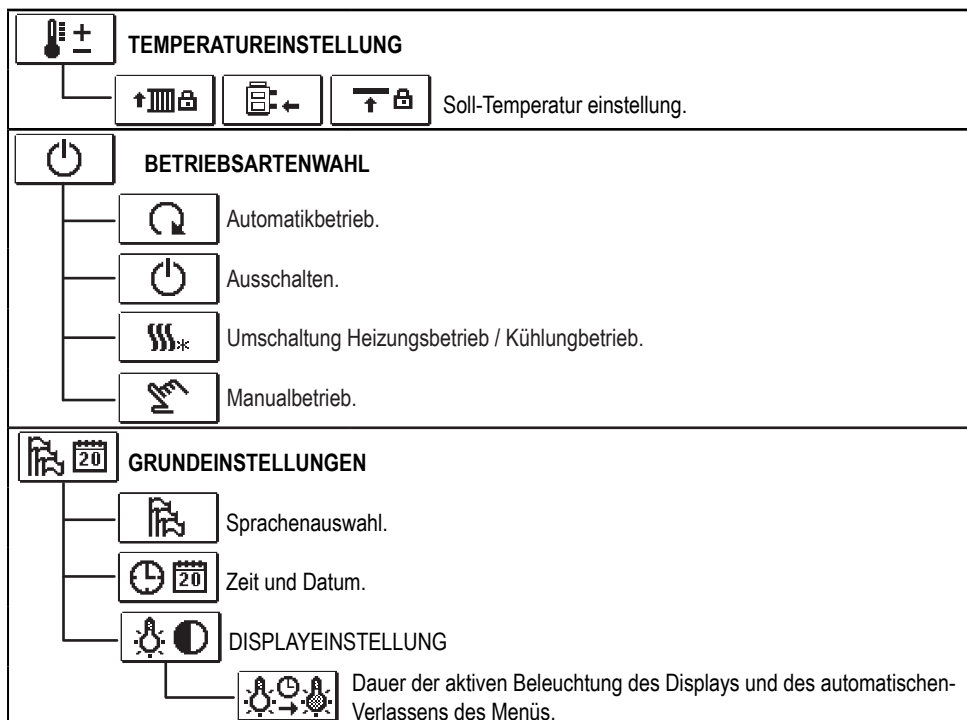 TEMPERATUREINSTELLUNG
Soll-Temperatur einstellung.
BETRIEBSARTENWAHL
Automatikbetrieb.
Ausschalten.
Umschaltung Heizungsbetrieb / Kühlungbetrieb.
Manualbetrieb.
20
GRUNDEINSTELLUNGEN
Sprachenauswahl.
20
Zeit und Datum.
DISPLAYEINSTELLUNG
Dauer der aktiven Beleuchtung des Displays und des automatischen-
Verlassens des Menüs.